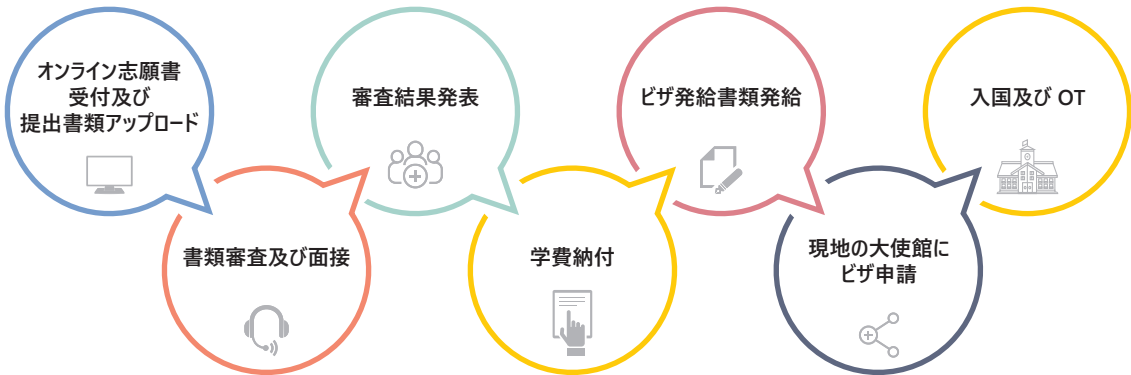 オンライン志願書
受付及び
提出書類アップロード
書類審査及び面接
審査結果発表
学費納付
ビザ発給書類発給
現地の大使館に
ビザ申請
入国及び OT